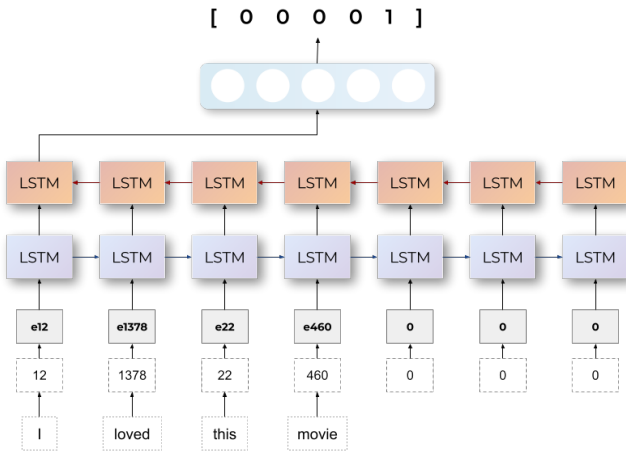 [ 0 0 0 0 1 ]
LSTM LSTM LSTM LSTM LSTM LSTM LSTM
LSTM LSTM LSTM LSTM LSTM LSTM LSTM
e12 e1378 e22 e460 0 0 0
12 1378 22 460 0 0 0
I loved this movie